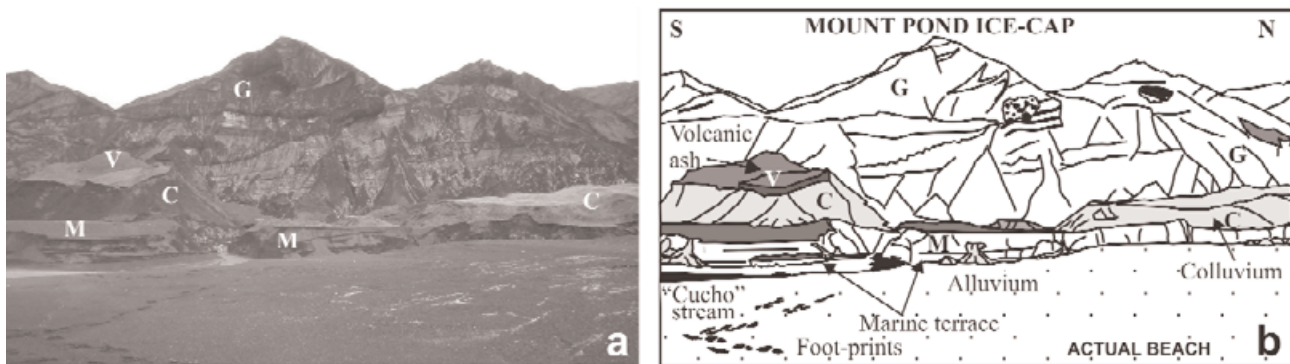 G
V
C
C
M
M
a
S MOUNT POND ICE-CAP N
G
Volcanic
ash
V
G
C
C
M
Colluvium
Alluvium
"Cucho"
stream
Marine terrace
Foot-prints
ACTUAL BEACH
b